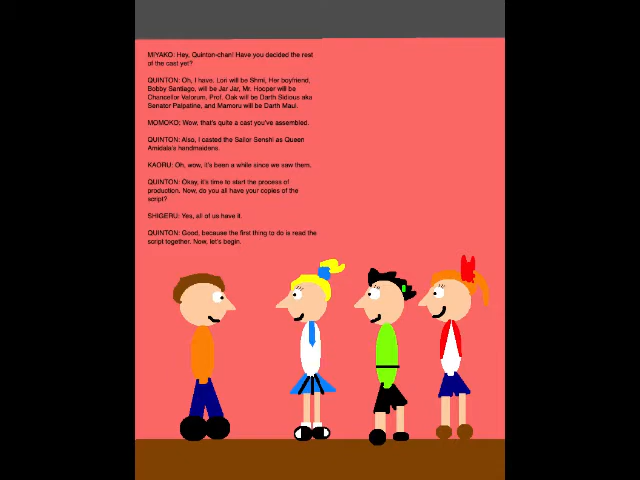 MIYAKO: Hey, Quinton-chan! Have you decided the rest
of the cast yet?
QUINTON: Oh, I have. Lori will be Shmi, Her boyfriend,
Bobby Santiago, will be Jar Jar, Mr. Hooper will be
Chancellor Valorum, Prof. Oak will be Darth Sidious aka
Senator Palpatine, and Mamoru will be Darth Maul.
MOMOKO: Wow, that's quite a cast you've assembled.
QUINTON: Also, I casted the Sailor Senshi as Queen
Amidala's handmaidens.
KAORU: Oh, wow, it's been a while since we saw them.
QUINTON: Okay, it's time to start the process of
production. Now, do you all have your copies of the
script?
SHIGERU: Yes, all of us have it.
QUINTON: Good, because the first thing to do is read the
script together. Now, let's begin.